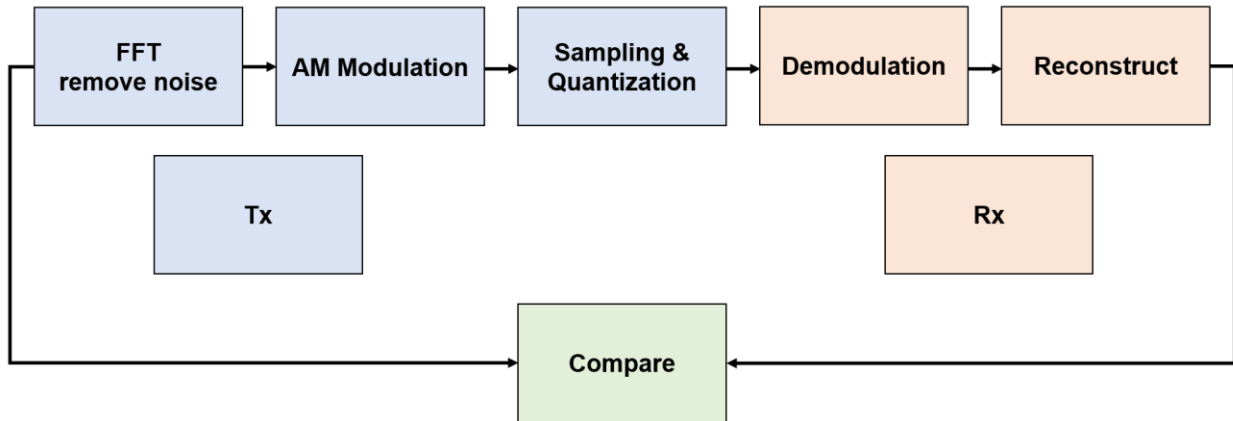 FFT
remove noise
AM Modulation
Sampling &
Quantization
Demodulation
Reconstruct
Tx
Rx
Compare